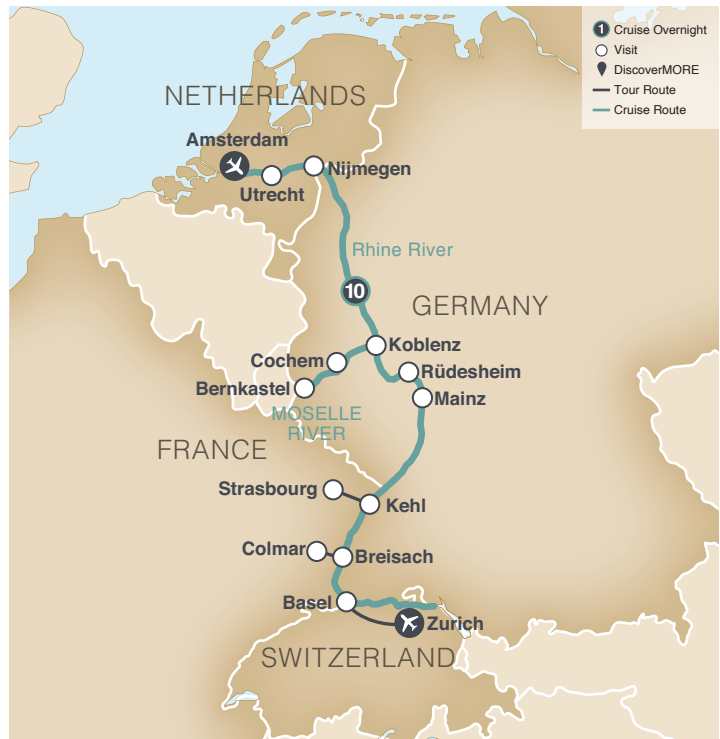 1 Cruise Overnight
Visit
DiscoverMORE
Tour Route
Cruise Route
NETHERLANDS
Amsterdam
Nijmegen
Utrecht
Rhine River
10
GERMANY
Koblenz
Cochem
Rüdesheim
Bernkastel
Mainz
MOSELLE
RIVER
FRANCE
Strasbourg
Kehl
Colmar
Breisach
Basel
Zurich
SWITZERLAND